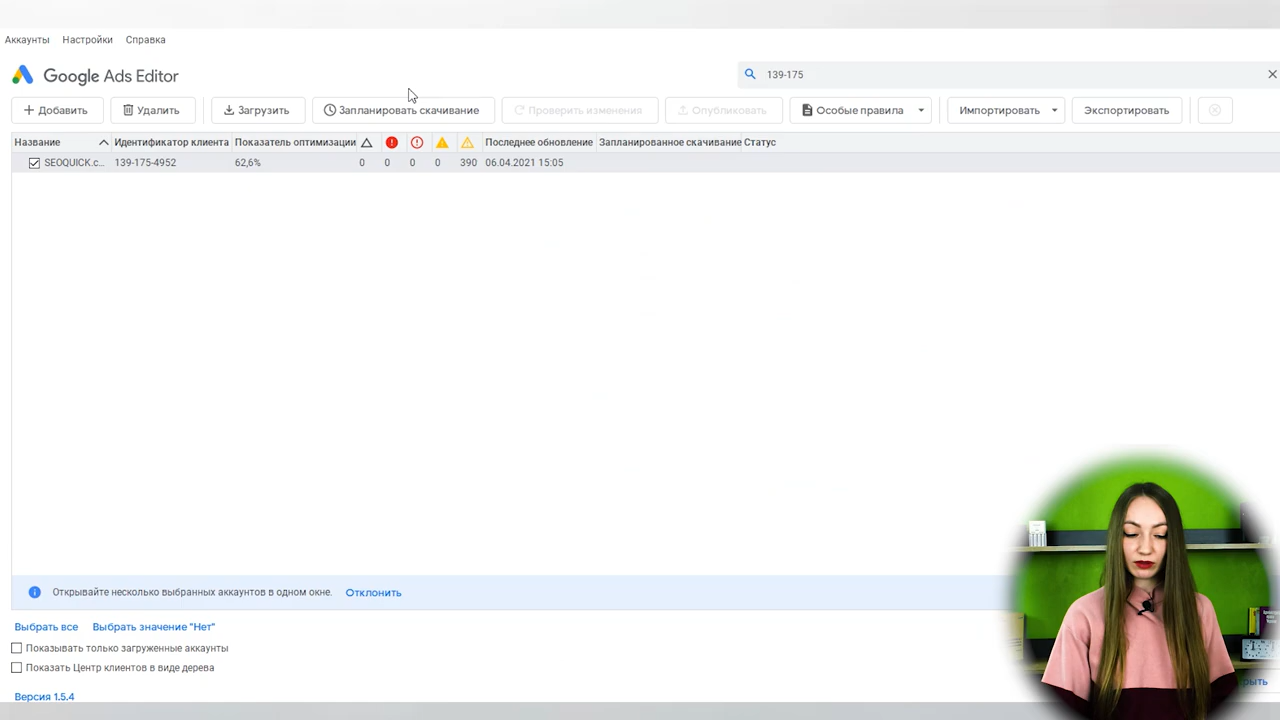 Аккаунты Настройки Справка
Google Ads Editor
139-175
Добавить Удалить Загрузить Запланировать скачивание Проверить изменения Опубликовать Особые правила Импортировать Экспортировать
Название Идентификатор клиента Показатель оптимизации Последнее обновление Запланированное скачивание Статус
SEOQUICK.c... 139-175-4952 62,6% 0 0 0 0 390 06.04.2021 15:05
Открывайте несколько выбранных аккаунтов в одном окне. Отклонить
Выбрать все Выбрать значение "Нет"
Показывать только загруженные аккаунты
Показать Центр клиентов в виде дерева
Версия 1.5.4